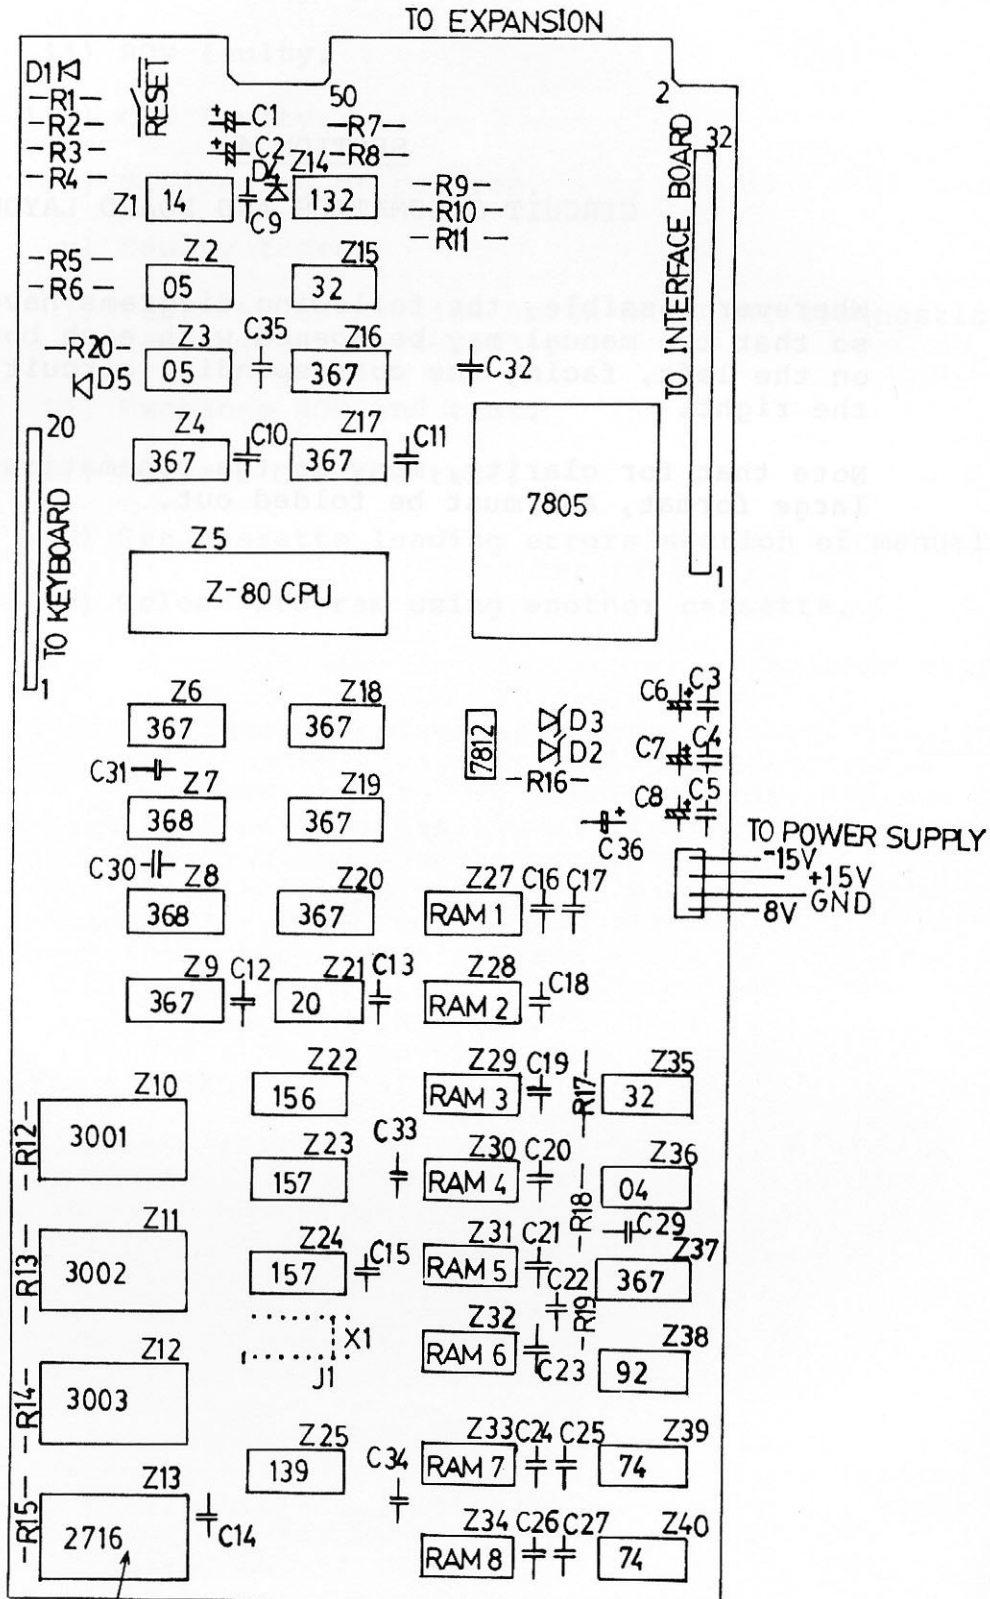 TO EXPANSION
D1
-R1-
-R2-
-R3-
-R4-
RESET
C1
C2
50
-R7-
-R8-
2
32
D4
Z14
Z1
14
C9
132
-R9-
-R10-
-R11-
TO INTERFACE BOARD
-R5-
-R6-
Z2
05
Z15
32
-R20-
D5
Z3
05
C35
Z16
367
C32
20
TO KEYBOARD
1
Z4
367
C10
Z17
367
C11
7805
1
Z5
Z-80 CPU
Z6
367
Z18
367
7812
D3
D2
-R16-
C6
C3
C7
C4
C8
C5
C36
C31
Z7
368
Z19
367
TO POWER SUPPLY
-15V
+15V
GND
8V
C30
Z8
368
Z20
367
Z27
RAM 1
C16
C17
Z9
367
C12
Z21
20
C13
Z28
RAM 2
C18
Z10
3001
-R12-
Z22
156
Z29
RAM 3
C19
-R17-
Z35
32
Z23
157
C33
Z30
RAM 4
C20
-R18-
Z36
04
C29
Z11
3002
-R13-
Z24
157
C15
Z31
RAM 5
C21
C22
-R19-
Z37
367
X1
J1
Z32
RAM 6
C23
Z38
92
Z12
3003
-R14-
Z25
139
C34
Z33
RAM 7
C24
C25
Z39
74
Z13
2716
-R15-
C14
Z34
RAM 8
C26
C27
Z40
74